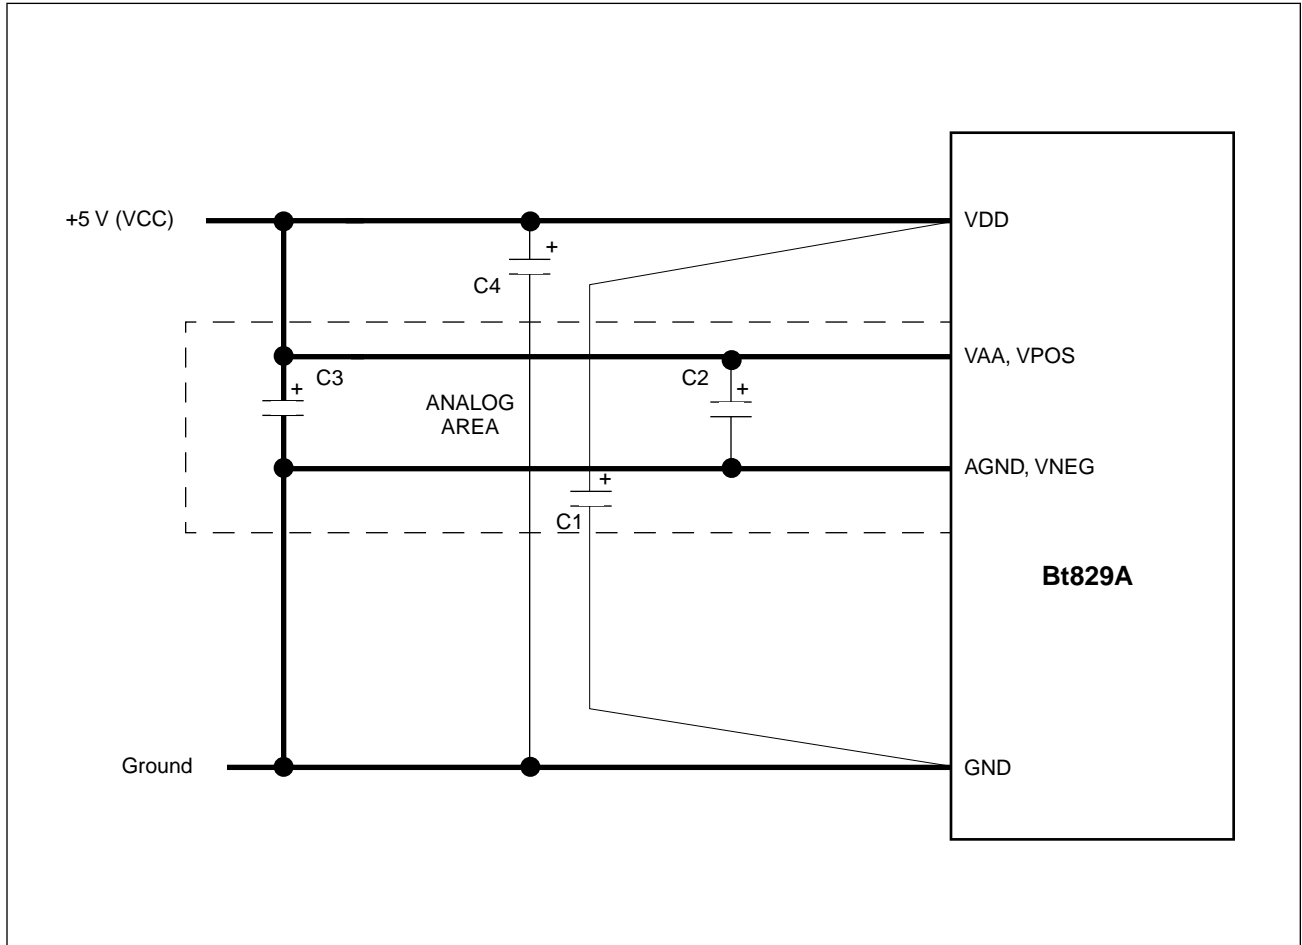 +5 V (VCC)
VDD
+
C4
VAA, VPOS
C3
C2
+
+
ANALOG
AREA
AGND, VNEG
+
C1
Bt829A
Ground
GND